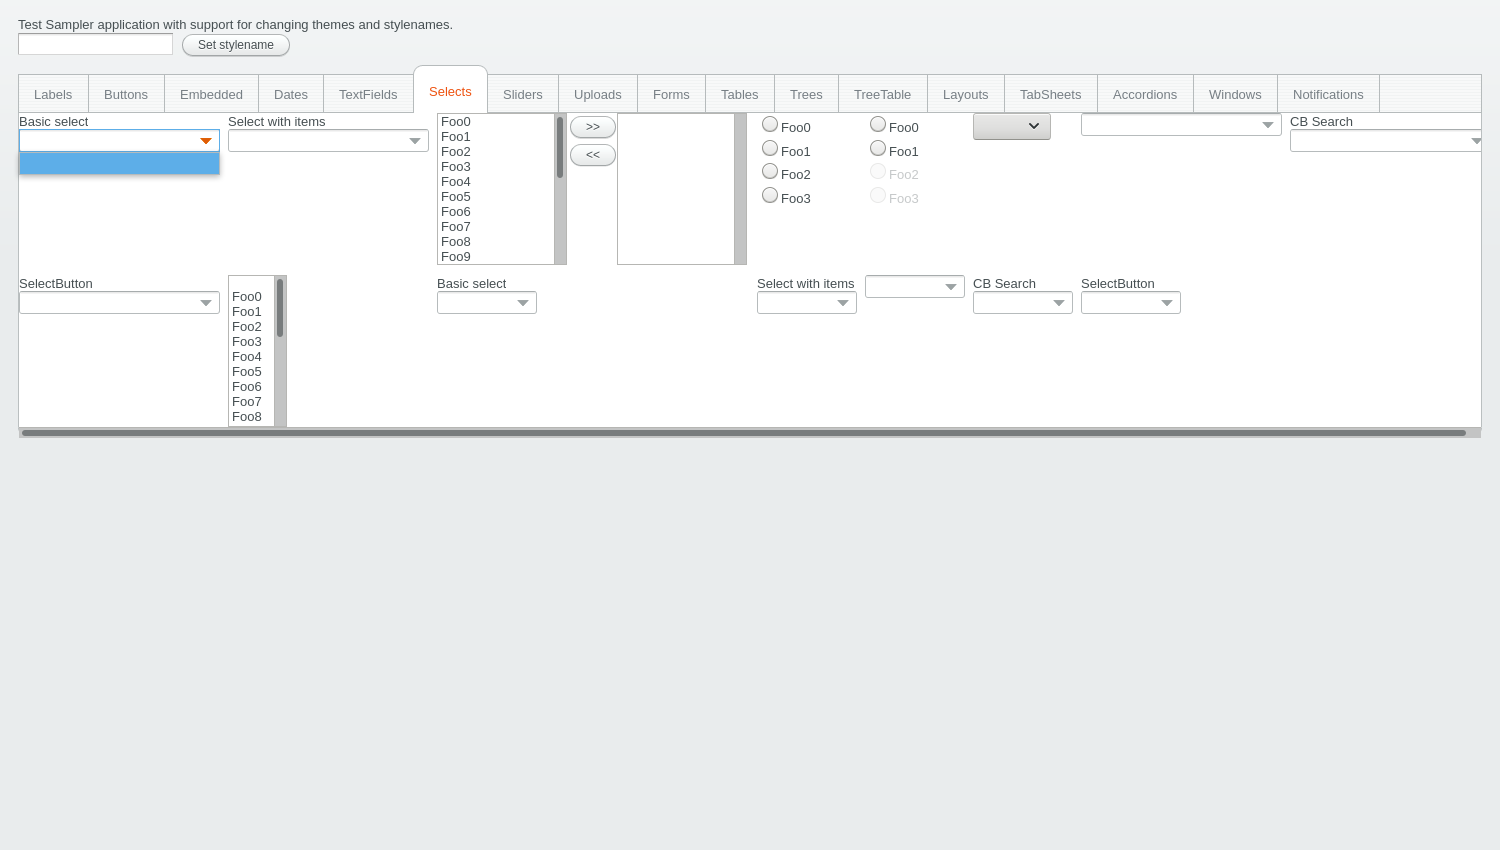 Test Sampler application with support for changing themes and stylenames.
Set stylename
Labels Buttons Embedded Dates TextFields Selects Sliders Uploads Forms Tables Trees TreeTable Layouts TabSheets Accordions Windows Notifications
Basic select
Select with items
Foo0
Foo1
Foo2
Foo3
Foo4
Foo5
Foo6
Foo7
Foo8
Foo9
>>
<<
Foo0
Foo1
Foo2
Foo3
Foo0
Foo1
Foo2
Foo3
CB Search
SelectButton
Foo0
Foo1
Foo2
Foo3
Foo4
Foo5
Foo6
Foo7
Foo8
Basic select
Select with items
CB Search
SelectButton